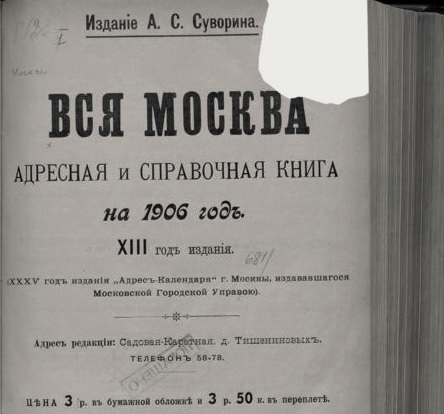 Изданіе А. С. Суворина.
I
Москва
ВСЯ МОСКВА
АДРЕСНАЯ и СПРАВОЧНАЯ КНИГА
на 1906 годъ.
XIII годъ изданія.
681
(XXXV годъ изданія „Адресъ-Календаря" г. Москвы, издававшагося
Московской Городской Управою).
Адресъ редакціи: Садовая-Каретная, д. Тишениновыхъ.
ТЕЛЕФОНЪ 58-78.
ЦѢНА 3 р. въ бумажной обложкѣ и 3 р. 50 к. въ переплетѣ.